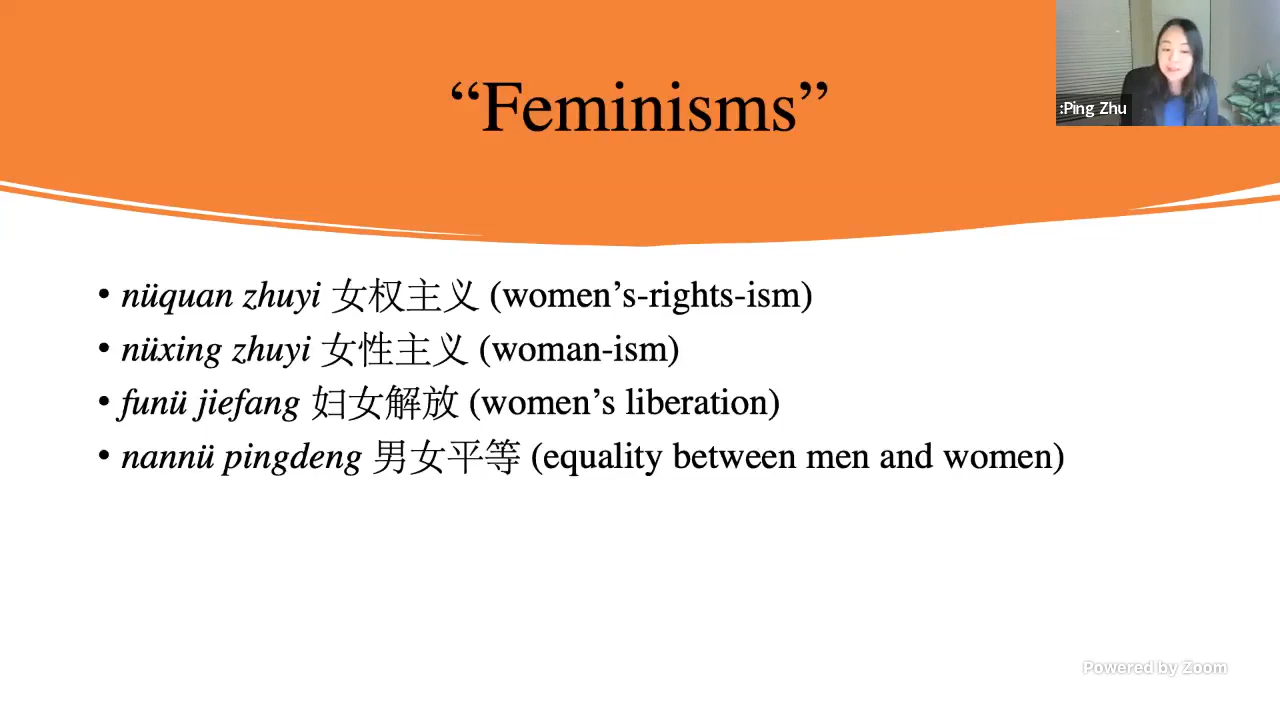 “Feminisms”
:Ping Zhu
• nüquan zhuyi 女权主义 (women’s-rights-ism)
• nüxing zhuyi 女性主义 (woman-ism)
• funü jiefang 妇女解放 (women’s liberation)
• nannü pingdeng 男女平等 (equality between men and women)
Powered by Zoom